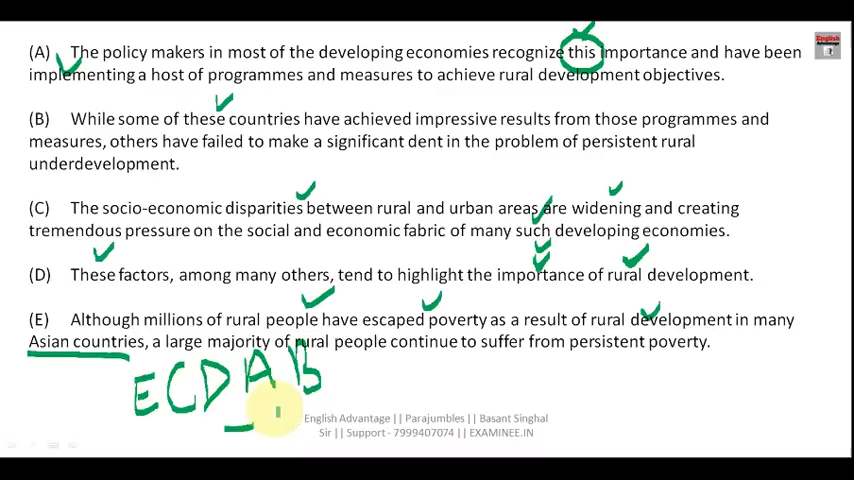 English
Advantage
(A) The policy makers in most of the developing economies recognize this importance and have been
implementing a host of programmes and measures to achieve rural development objectives.
(B) While some of these countries have achieved impressive results from those programmes and
measures, others have failed to make a significant dent in the problem of persistent rural
underdevelopment.
(C) The socio-economic disparities between rural and urban areas are widening and creating
tremendous pressure on the social and economic fabric of many such developing economies.
(D) These factors, among many others, tend to highlight the importance of rural development.
(E) Although millions of rural people have escaped poverty as a result of rural development in many
Asian countries, a large majority of rural people continue to suffer from persistent poverty.
ECDAB
English Advantage || Parajumbles || Basant Singhal
Sir || Support - 7999407074 || EXAMINEE.IN